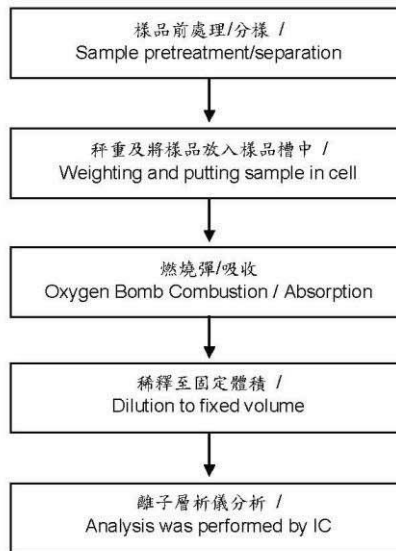 樣品前處理/分樣 /
Sample pretreatment/separation
秤重及將樣品放入樣品槽中 /
Weighting and putting sample in cell
燃燒彈/吸收
Oxygen Bomb Combustion / Absorption
稀釋至固定體積 /
Dilution to fixed volume
離子層析儀分析 /
Analysis was performed by IC